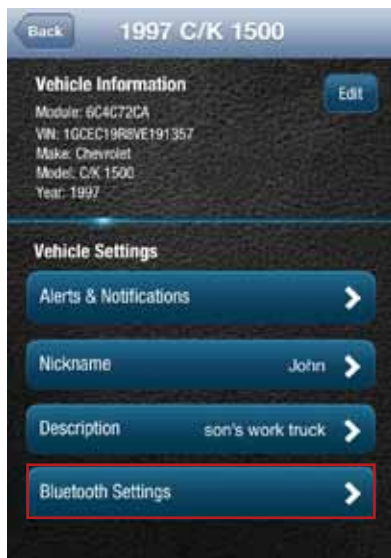 Back
1997 C/K 1500
Vehicle Information
Edit
Module: 6C4C72CA
VIN: 1GCEC19R8VE191357
Make: Chevrolet
Model: C/K 1500
Year: 1997
Vehicle Settings
Alerts & Notifications
Nickname John
Description son's work truck
Bluetooth Settings